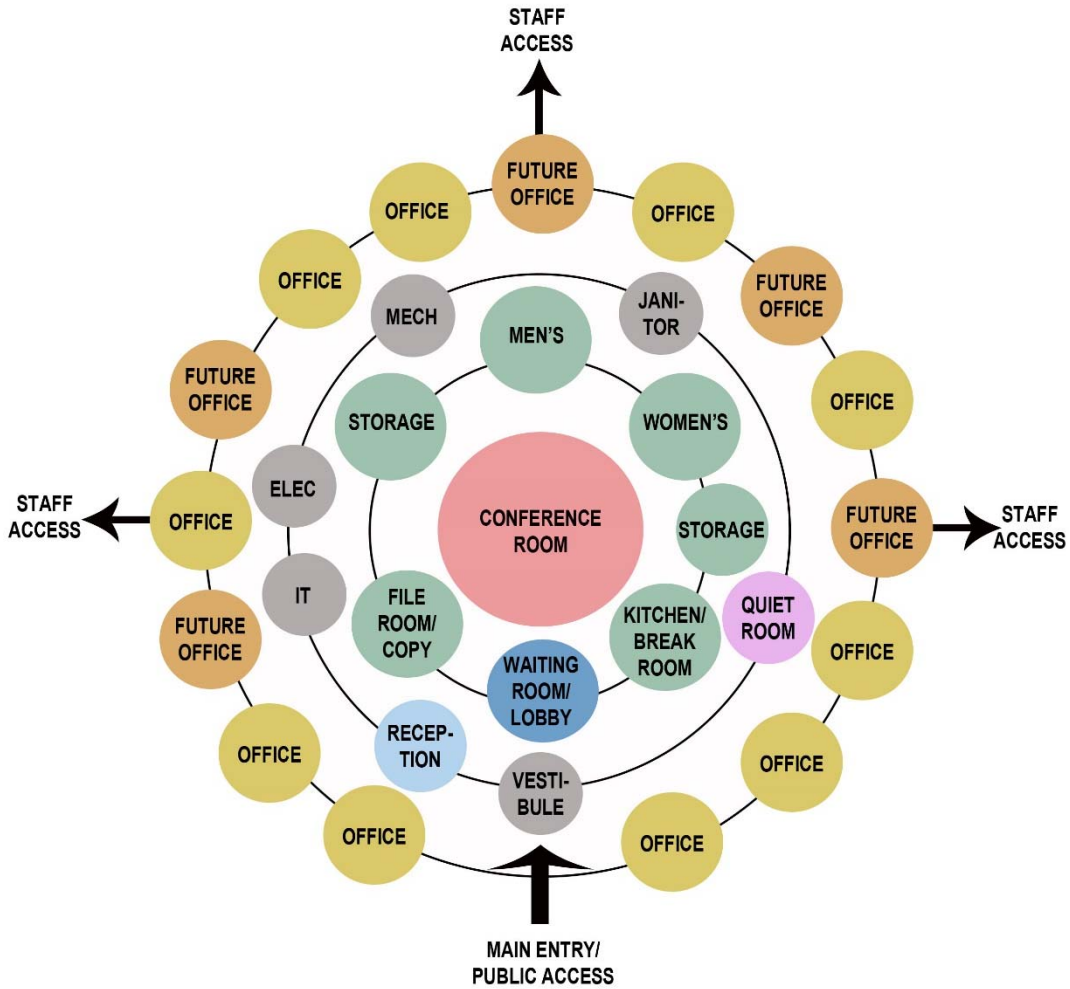 STAFF
ACCESS
FUTURE
OFFICE
OFFICE
OFFICE
OFFICE
FUTURE
OFFICE
MECH
JANI-
TOR
MEN'S
FUTURE
OFFICE
OFFICE
STORAGE
WOMEN'S
ELEC
STAFF
ACCESS
OFFICE
CONFERENCE
ROOM
STORAGE
FUTURE
OFFICE
STAFF
ACCESS
IT
FILE
ROOM/
COPY
KITCHEN/
BREAK
ROOM
QUIET
ROOM
FUTURE
OFFICE
OFFICE
WAITING
ROOM/
LOBBY
RECEP-
TION
OFFICE
OFFICE
VESTI-
BULE
OFFICE
OFFICE
MAIN ENTRY/
PUBLIC ACCESS